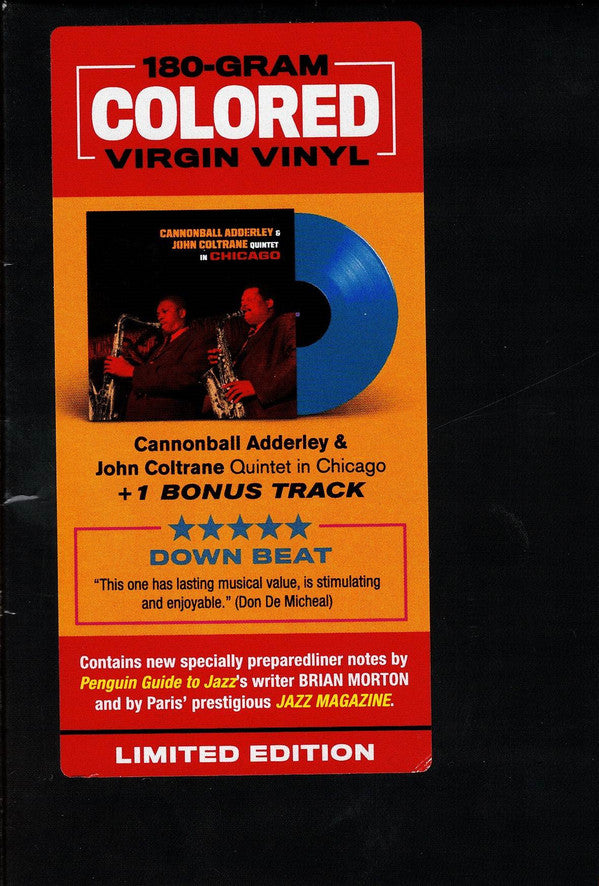 180-GRAM
COLORED
VIRGIN VINYL
CANNONBALL ADDERLEY &
JOHN COLTRANE QUINTET
IN CHICAGO
Cannonball Adderley &
John Coltrane Quintet in Chicago
+1 BONUS TRACK
DOWN BEAT
“This one has lasting musical value, is stimulating
and enjoyable.” (Don De Micheal)
Contains new specially preparedliner notes by
Penguin Guide to Jazz's writer BRIAN MORTON
and by Paris' prestigious JAZZ MAGAZINE.
LIMITED EDITION